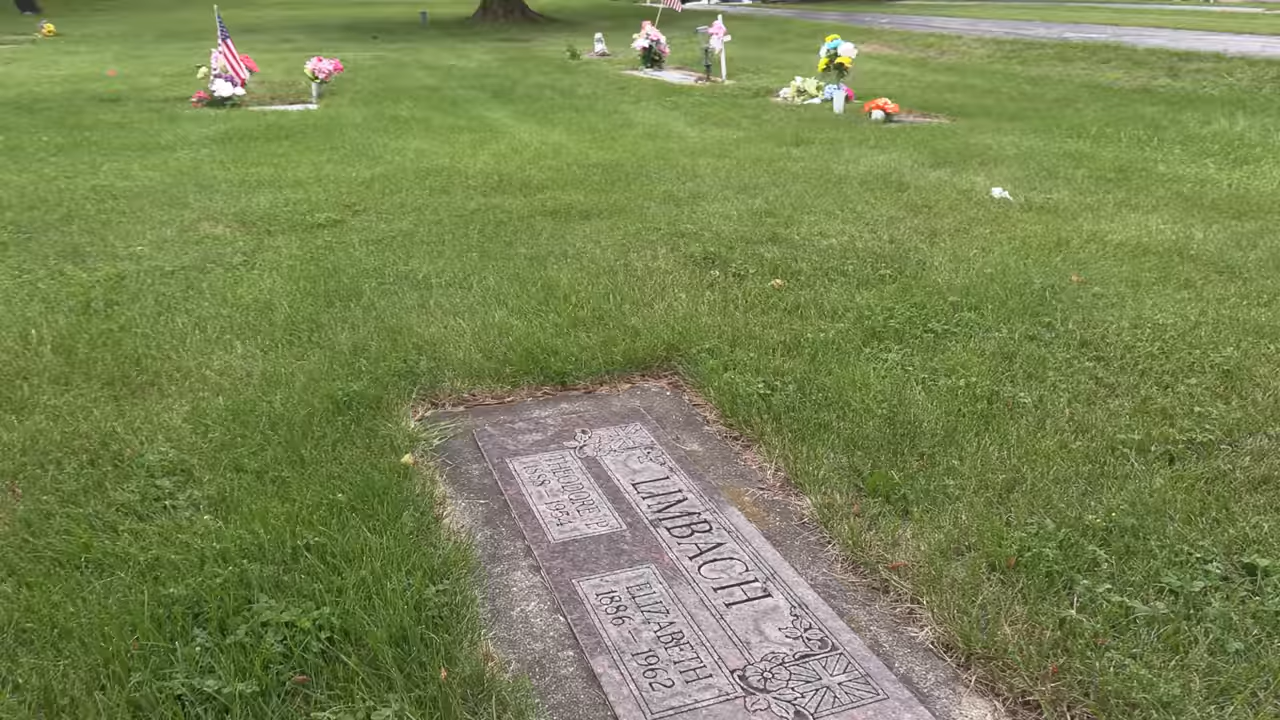 LIMBACH
THEODORE P.
1888 – 1954
ELIZABETH
1886 – 1962